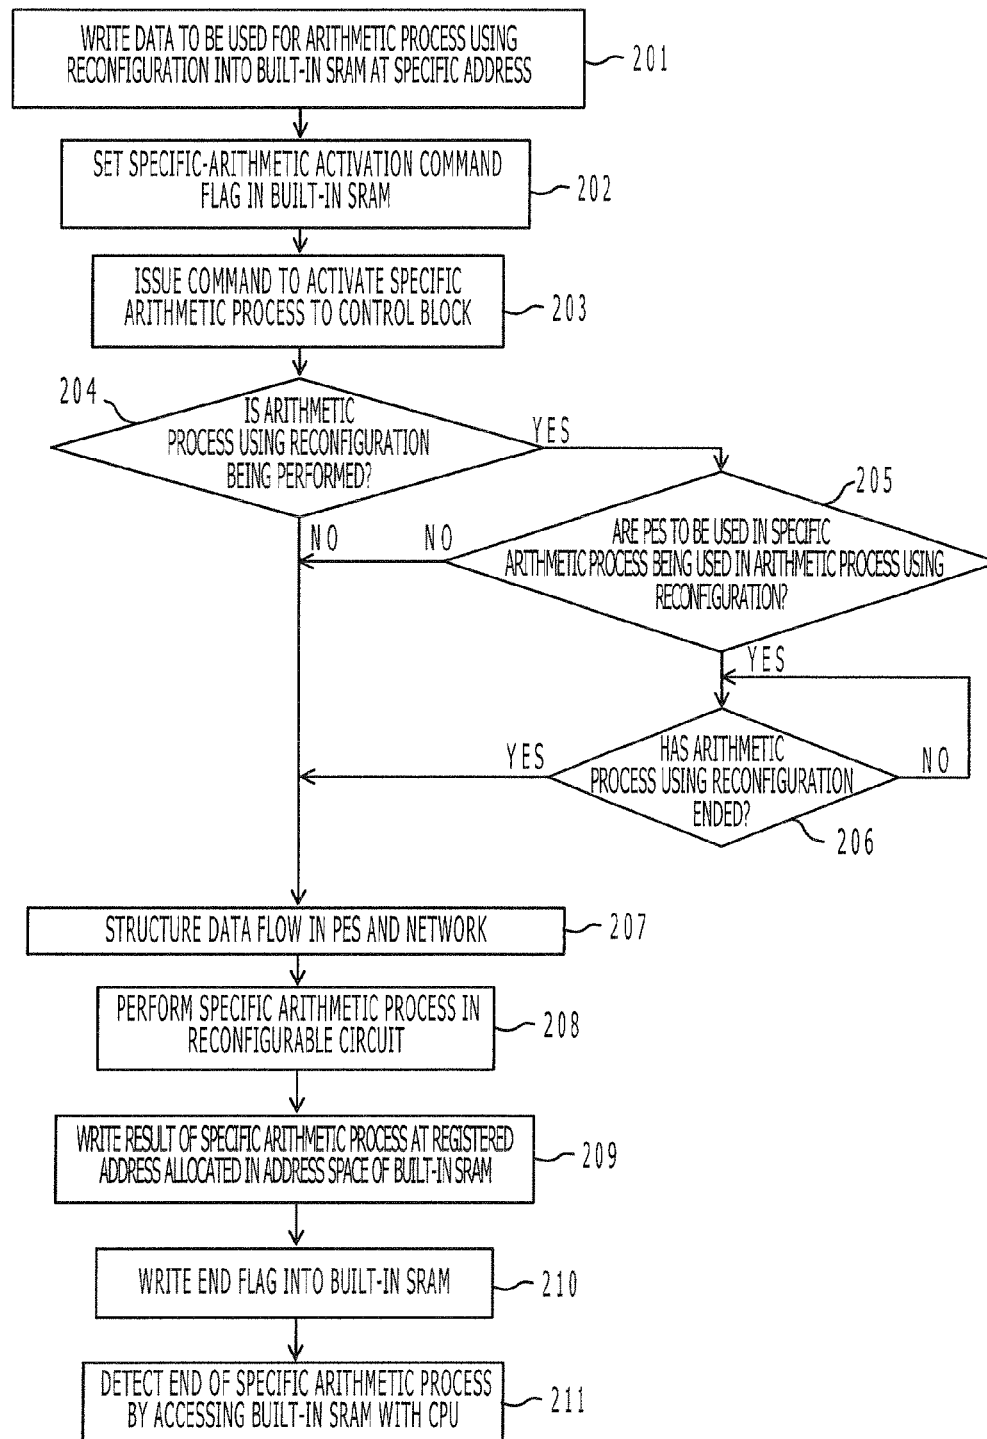 WRITE DATA TO BE USED FOR ARITHMETIC PROCESS USING
RECONFIGURATION INTO BUILT-IN SRAM AT SPECIFIC ADDRESS
201
SET SPECIFIC-ARITHMETIC ACTIVATION COMMAND
FLAG IN BUILT-IN SRAM
202
ISSUE COMMAND TO ACTIVATE SPECIFIC
ARITHMETIC PROCESS TO CONTROL BLOCK
203
204
IS ARITHMETIC
PROCESS USING RECONFIGURATION
BEING PERFORMED?
YES
NO
205
ARE PES TO BE USED IN SPECIFIC
ARITHMETIC PROCESS BEING USED IN ARITHMETIC PROCESS USING
RECONFIGURATION?
NO
YES
HAS ARITHMETIC
PROCESS USING RECONFIGURATION
ENDED?
YES
NO
206
STRUCTURE DATA FLOW IN PES AND NETWORK
207
PERFORM SPECIFIC ARITHMETIC PROCESS IN
RECONFIGURABLE CIRCUIT
208
WRITE RESULT OF SPECIFIC ARITHMETIC PROCESS AT REGISTERED
ADDRESS ALLOCATED IN ADDRESS SPACE OF BUILT-IN SRAM
209
WRITE END FLAG INTO BUILT-IN SRAM
210
DETECT END OF SPECIFIC ARITHMETIC PROCESS
BY ACCESSING BUILT-IN SRAM WITH CPU
211